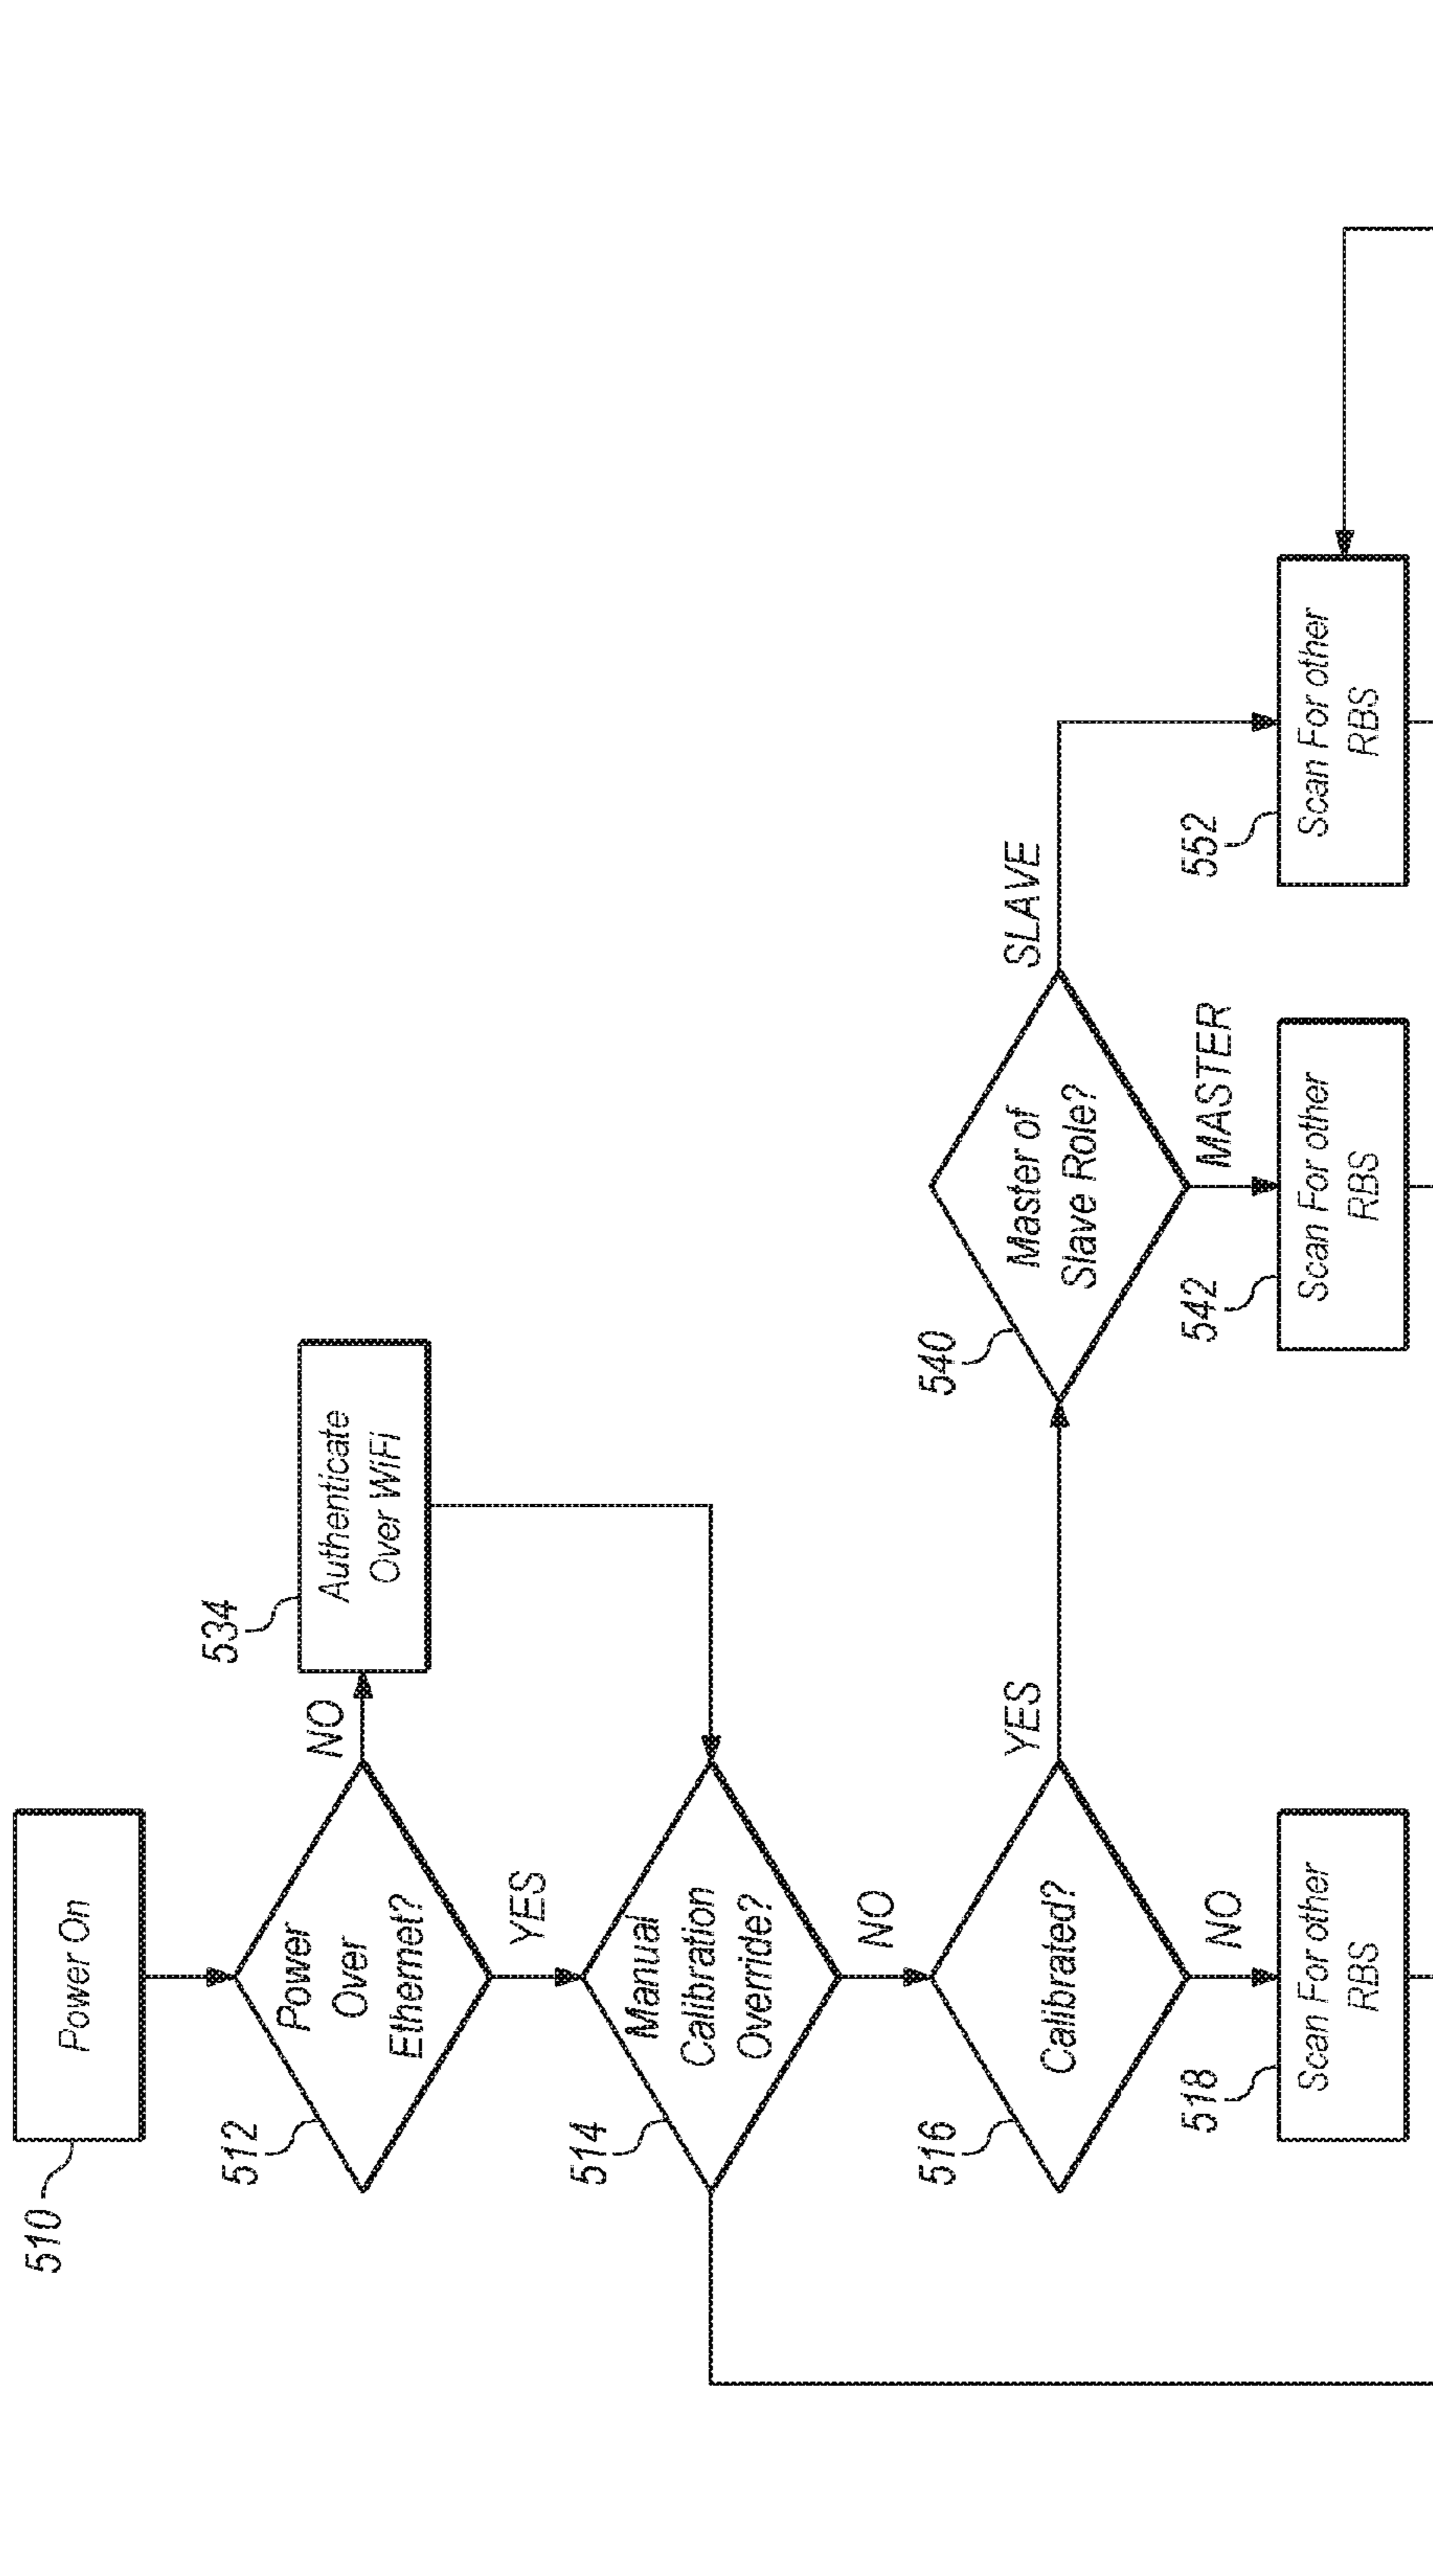 510
Power On
512
Power
Over
Ethernet?
NO
534
Authenticate
Over WiFi
YES
514
Manual
Calibration
Override?
NO
516
Calibrated?
YES
540
Master of
Slave Role?
SLAVE
NO
MASTER
518
Scan For other
RBS
542
Scan For other
RBS
552
Scan For other
RBS